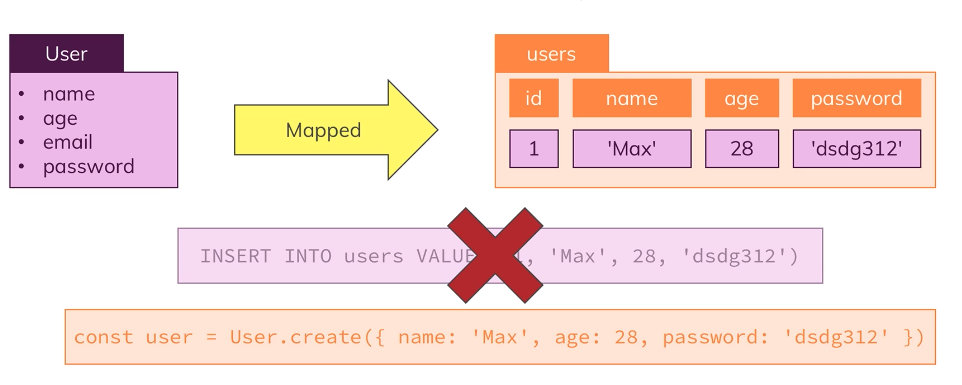 User
• name
• age
• email
• password
Mapped
users
id name age password
1 'Max' 28 'dsdg312'
INSERT INTO users VALUE 1, 'Max', 28, 'dsdg312')
const user = User.create({ name: 'Max', age: 28, password: 'dsdg312' })